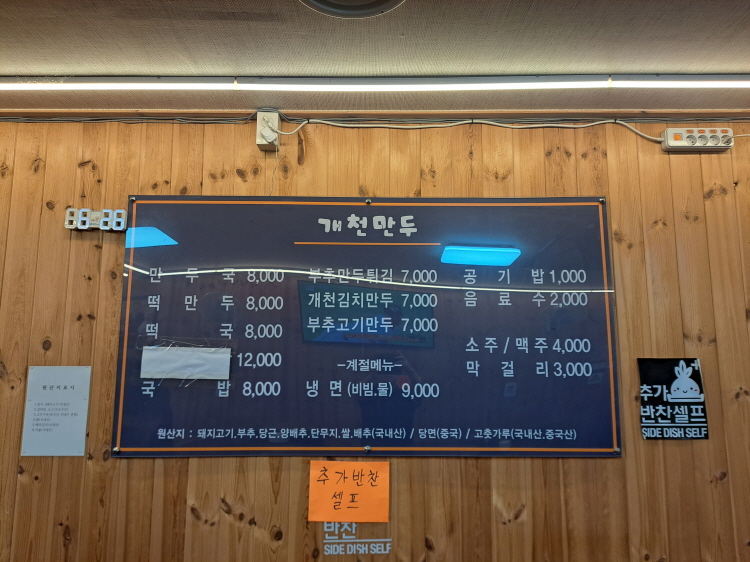 개천만두
만두국 8,000
떡만두 8,000
떡국 8,000
12,000
국밥 8,000
부추만두튀김 7,000
개천김치만두 7,000
부추고기만두 7,000
-계절메뉴-
냉면 (비빔.물) 9,000
공기밥 1,000
음료수 2,000
소주/맥주 4,000
막걸리 3,000
원산지 : 돼지고기.부추.당근.양배추.단무지.쌀.배추(국내산) / 당면(중국) / 고춧가루(국내산.중국산)
추가
반찬셀프
SIDE DISH SELF
추가반찬
셀프
반찬
SIDE DISH SELF